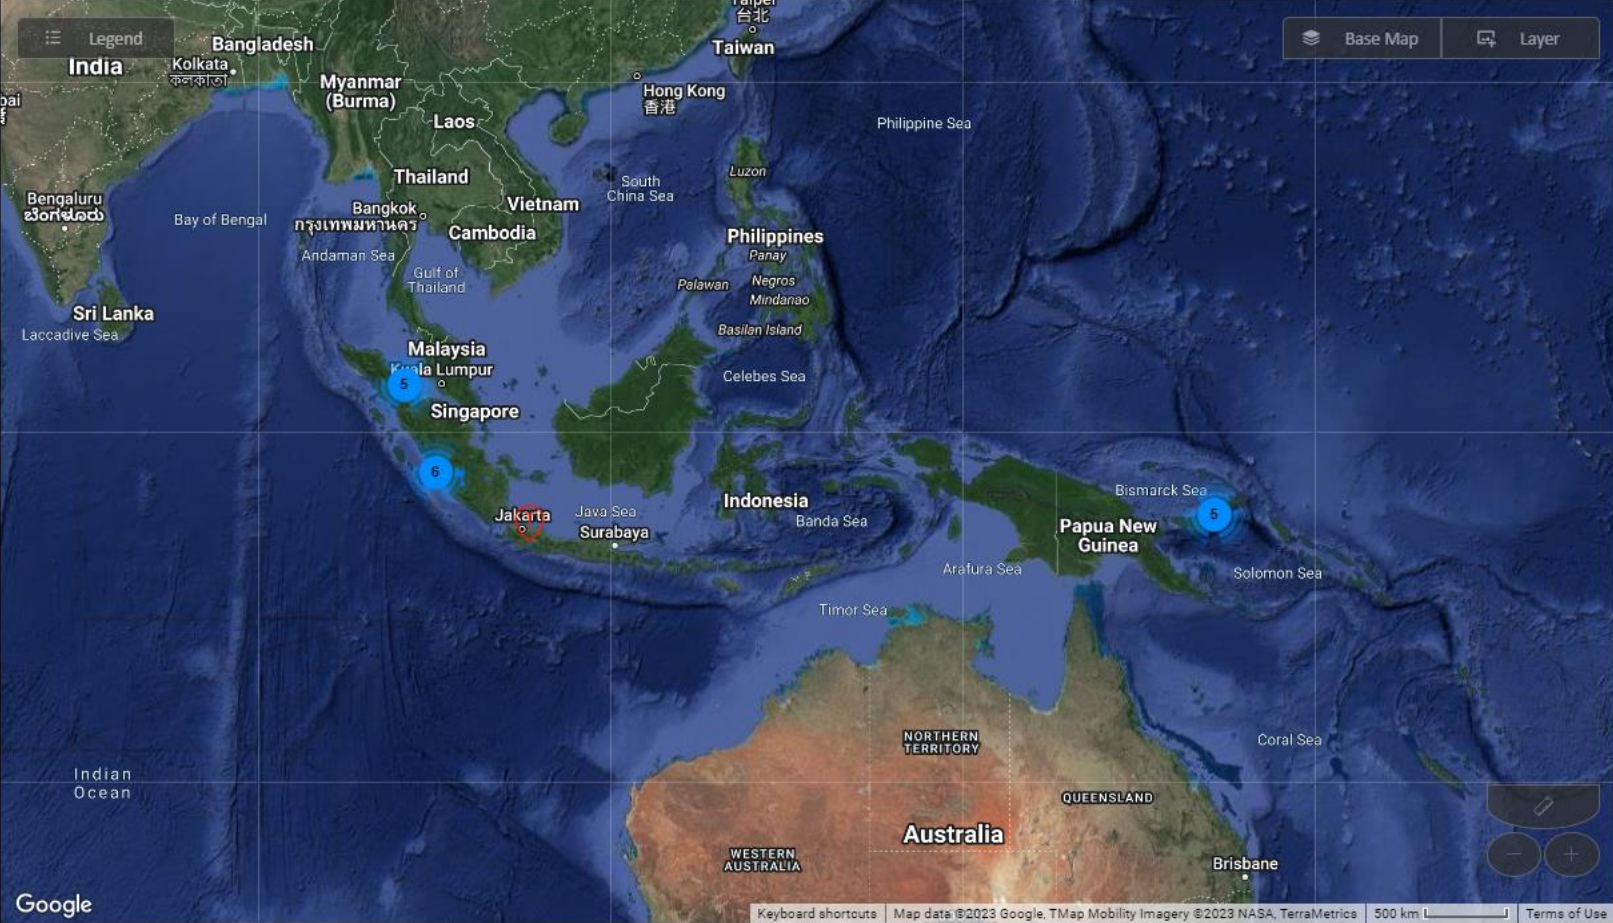 Taipei
台北
Legend
Base Map
Layer
Bangladesh
Taiwan
India
Kolkata
কলকাতা
Myanmar
(Burma)
Hong Kong
香港
Laos
Philippine Sea
Thailand
Luzon
South
China Sea
Bengaluru
ಬೆಂಗಳೂರು
Bay of Bengal
Bangkok
กรุงเทพมหานคร
Vietnam
Cambodia
Philippines
Andaman Sea
Panay
Gulf of
Thailand
Palawan
Negros
Mindanao
Sri Lanka
Laccadive Sea
Basilan Island
Malaysia
Kuala Lumpur
5
Celebes Sea
Singapore
6
Indonesia
Bismarck Sea
5
Jakarta
Java Sea
Banda Sea
Surabaya
Papua New
Guinea
Arafura Sea
Solomon Sea
Timor Sea
NORTHERN
TERRITORY
Coral Sea
Indian
Ocean
QUEENSLAND
Australia
WESTERN
AUSTRALIA
Brisbane
Google
Keyboard shortcuts
Map data ©2023 Google, TMap Mobility Imagery ©2023 NASA, TerraMetrics
500 km
Terms of Use